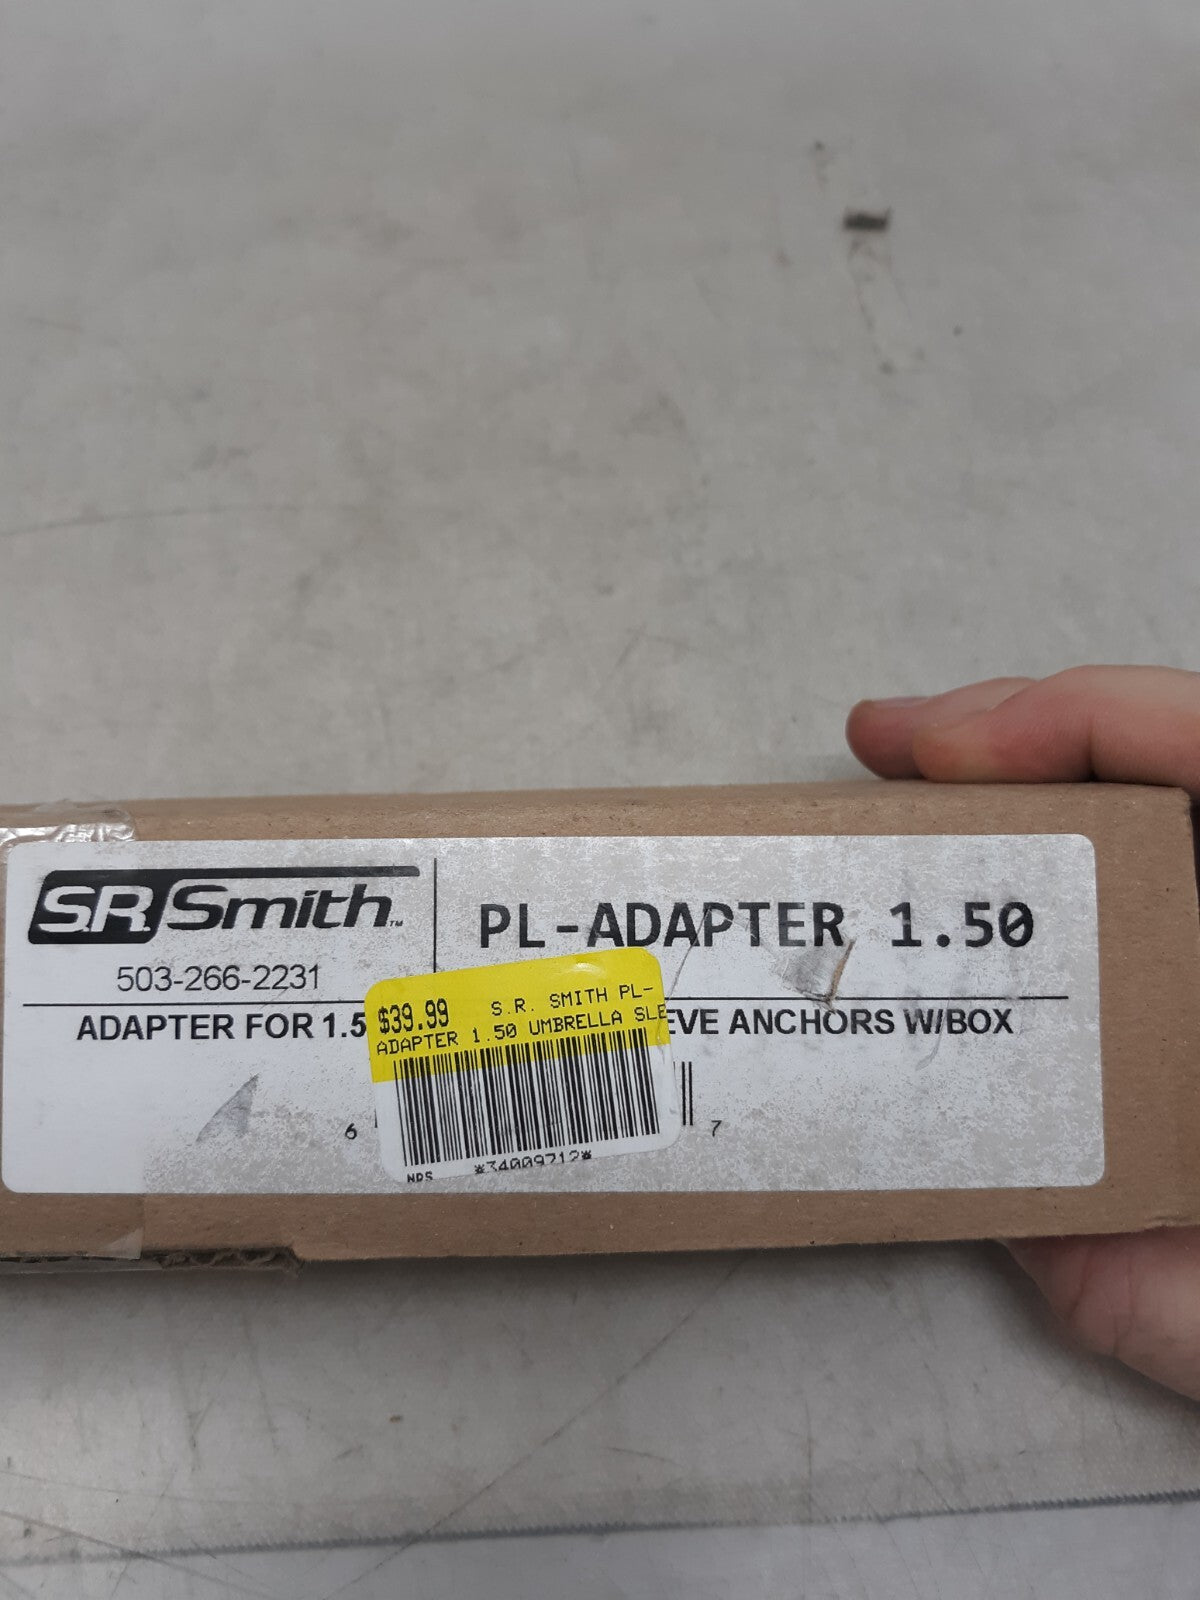 S.R. Smith™
503-266-2231
PL-ADAPTER 1.50
ADAPTER FOR 1.5 EVE ANCHORS W/BOX
$39.99 S.R. SMITH PL-
ADAPTER 1.50 UMBRELLA SLE
6 7
NPS *34009712*